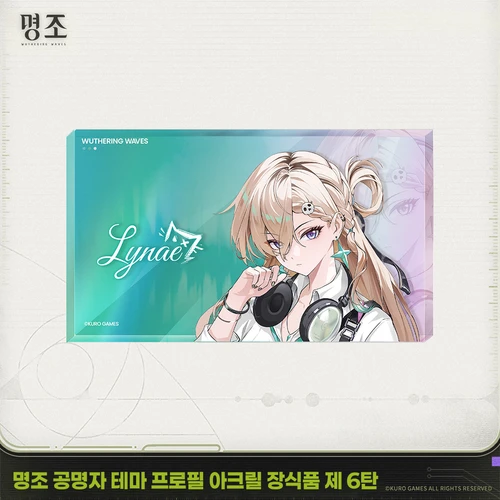 명조
WUTHERING WAVES
WUTHERING WAVES
Lynae
©KURO GAMES
명조 공명자 테마 프로필 아크릴 장식품 제 6탄
©KURO GAMES ALL RIGHTS RESERVED